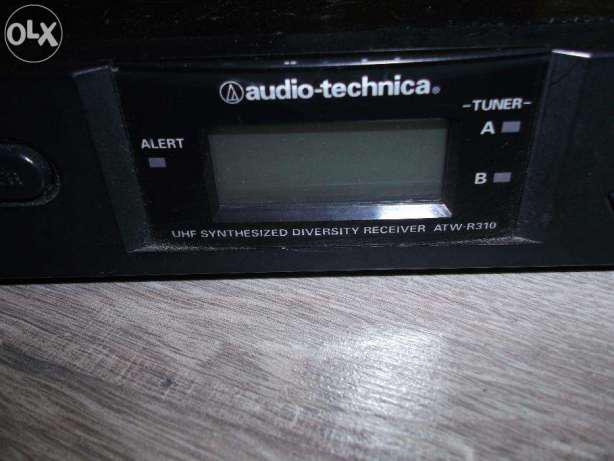 OLX
audio-technica®
-TUNER-
A
ALERT
B
UHF SYNTHESIZED DIVERSITY RECEIVER ATW-R310